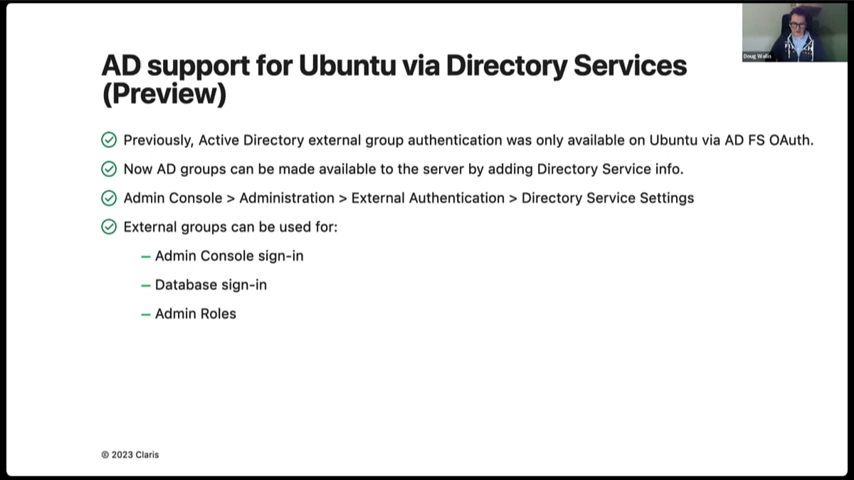 AD support for Ubuntu via Directory Services
(Preview)
Previously, Active Directory external group authentication was only available on Ubuntu via AD FS OAuth.
Now AD groups can be made available to the server by adding Directory Service info.
Admin Console > Administration > External Authentication > Directory Service Settings
External groups can be used for:
– Admin Console sign-in
– Database sign-in
– Admin Roles
© 2023 Claris
Doug Wallis